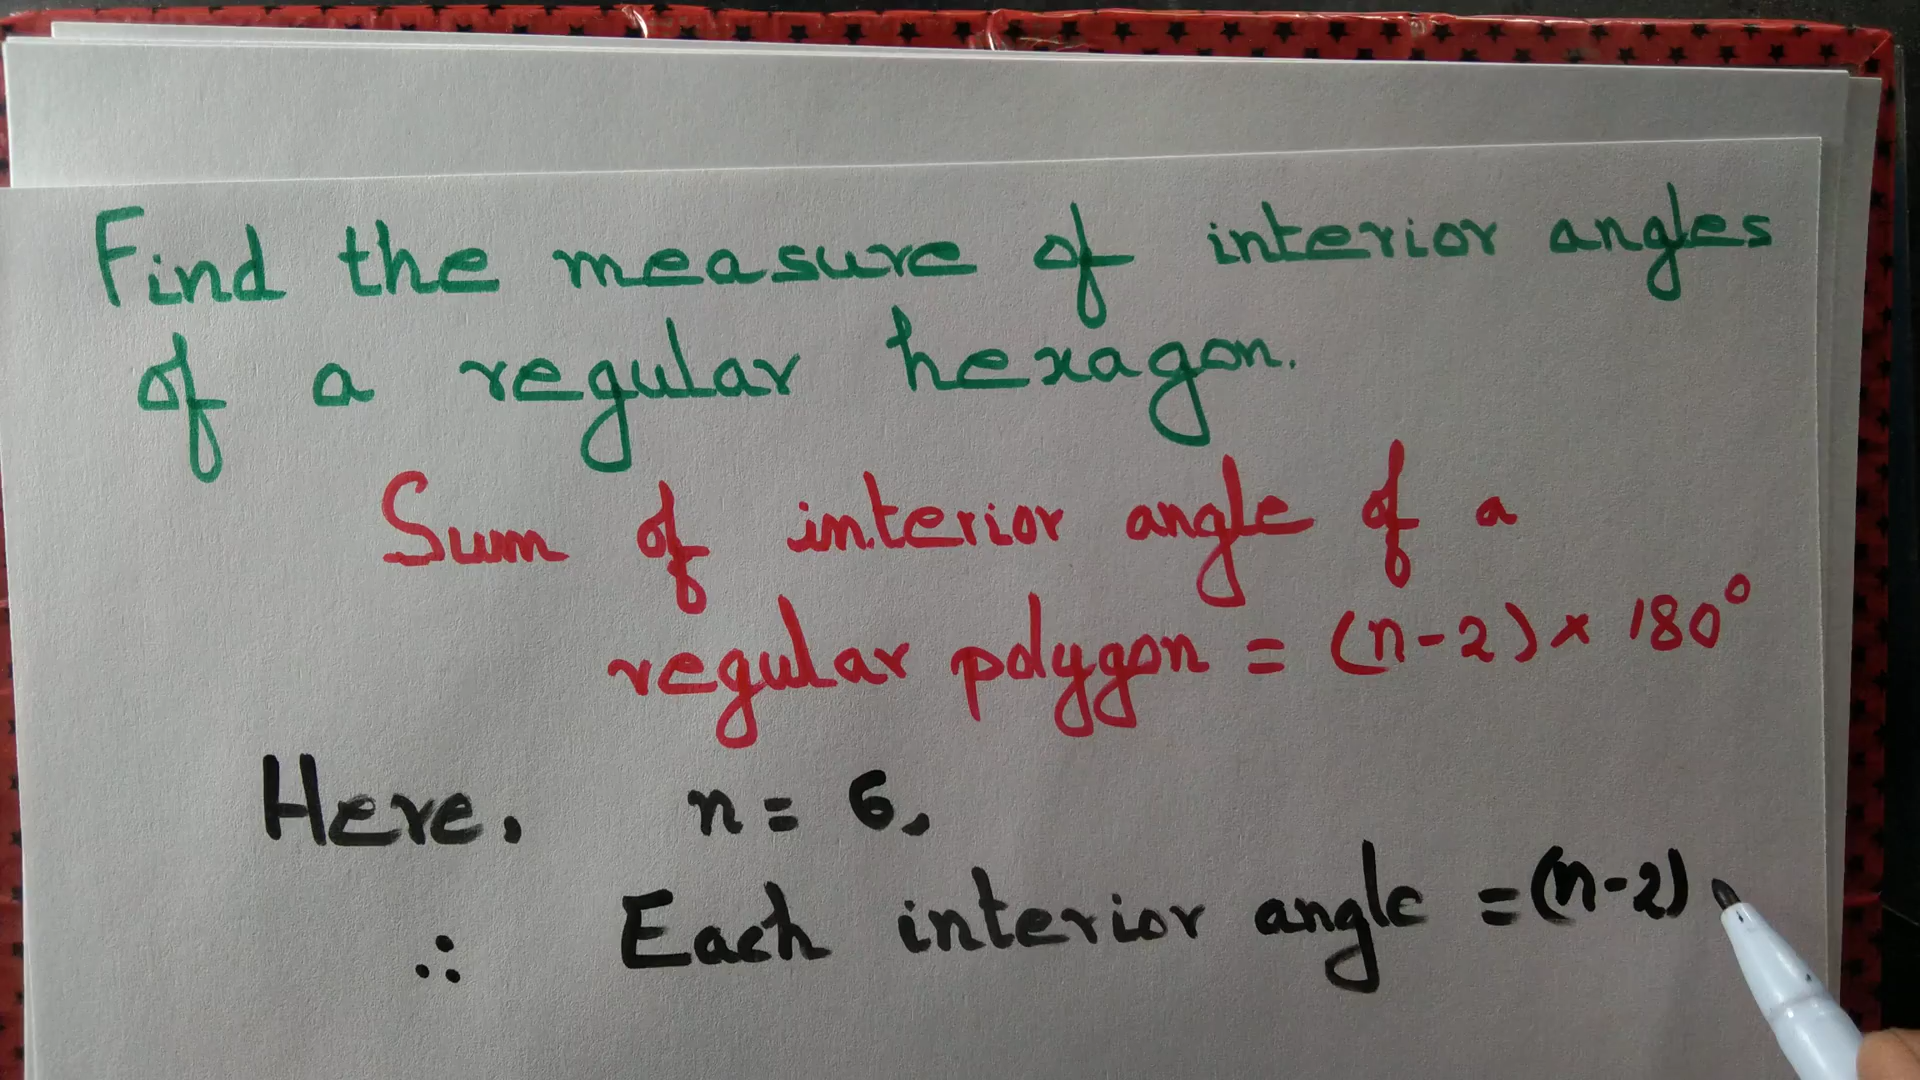 Find the measure of interior angles
of a regular hexagon.
Sum of interior angle of a
regular polygon = (n-2) × 180°
Here, n = 6,
∴ Each interior angle = (n-2)